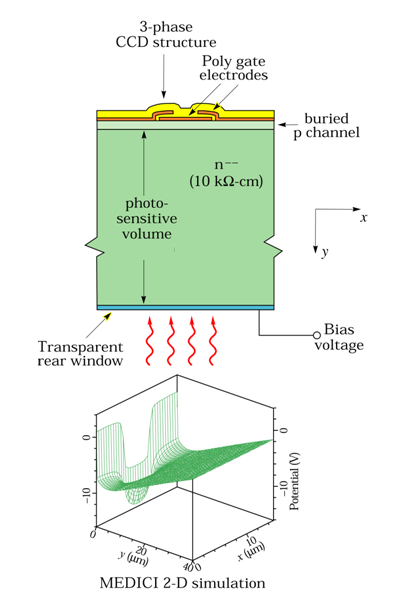 3-phase
CCD structure
Poly gate
electrodes
buried
p channel
n−−
(10 kΩ-cm)
photo-
sensitive
volume
x
y
Transparent
rear window
Bias
voltage
0
−10
0
−10
Potential (V)
0
20
40
y (μm)
0
10
x (μm)
MEDICI 2-D simulation